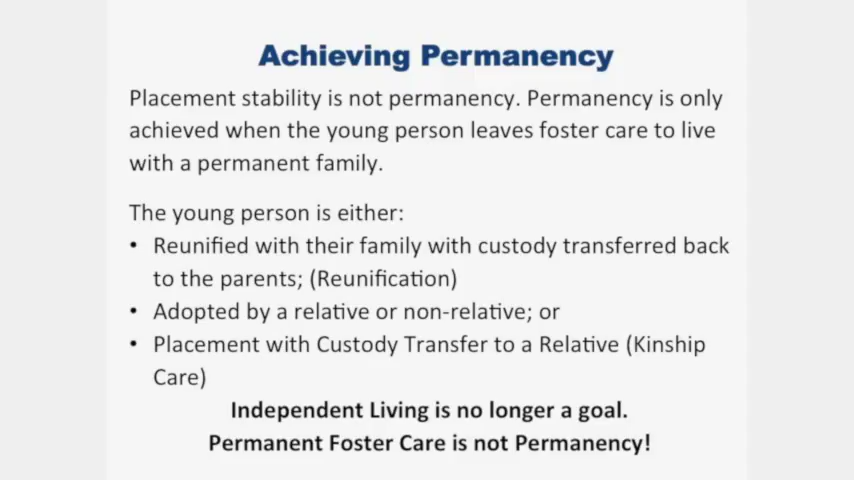 Achieving Permanency
Placement stability is not permanency. Permanency is only
achieved when the young person leaves foster care to live
with a permanent family.
The young person is either:
• Reunified with their family with custody transferred back
to the parents; (Reunification)
• Adopted by a relative or non-relative; or
• Placement with Custody Transfer to a Relative (Kinship
Care)
Independent Living is no longer a goal.
Permanent Foster Care is not Permanency!